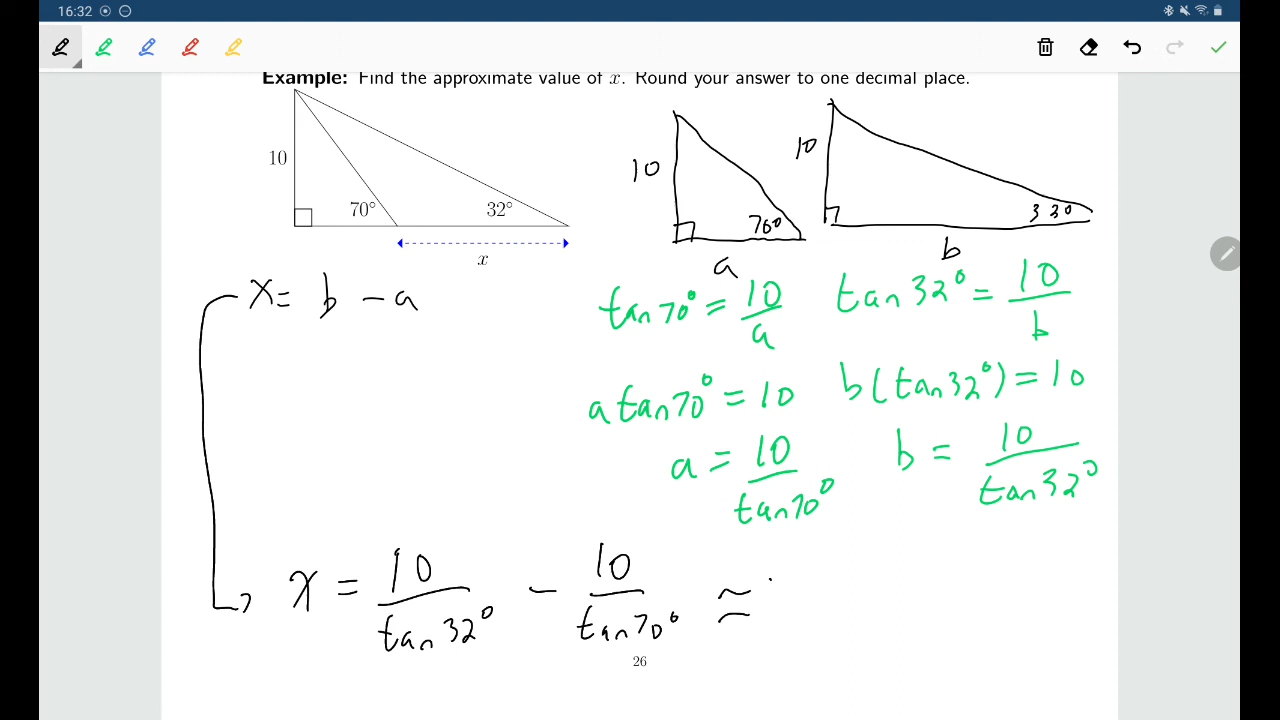 16:32
Example: Find the approximate value of x. Round your answer to one decimal place.
10
70°
32°
x
10
70°
a
10
330
b
x = b - a
tan 70° = 10/a
tan 32° = 10/b
a tan 70° = 10
b(tan 32°) = 10
a = 10/tan 70°
b = 10/tan 32°
x = 10/tan 32° - 10/tan 70° ≈
26